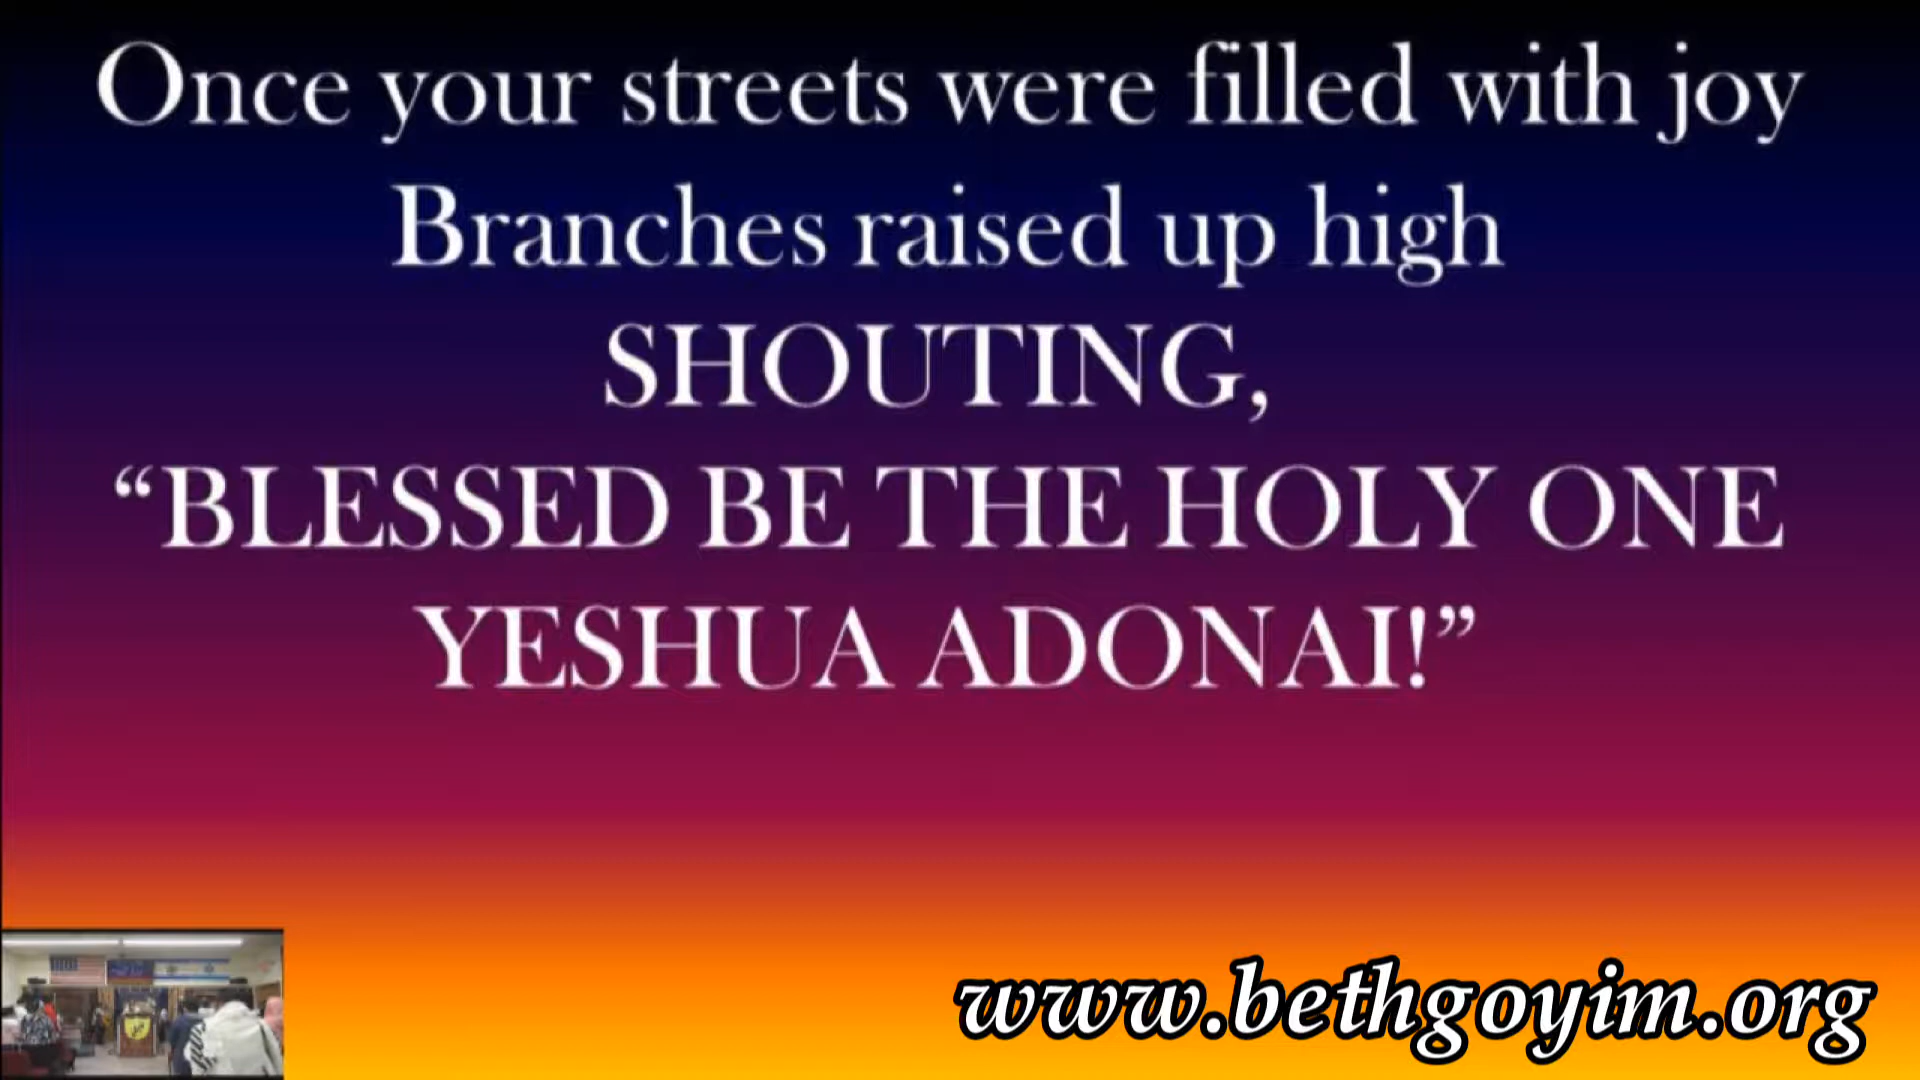 Once your streets were filled with joy
Branches raised up high
SHOUTING,
“BLESSED BE THE HOLY ONE
YESHUA ADONAI!”
www.bethgoyim.org